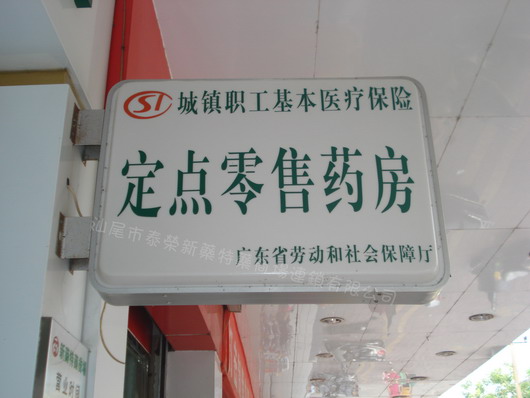 SI 城镇职工基本医疗保险
定点零售药房
广东省劳动和社会保障厅